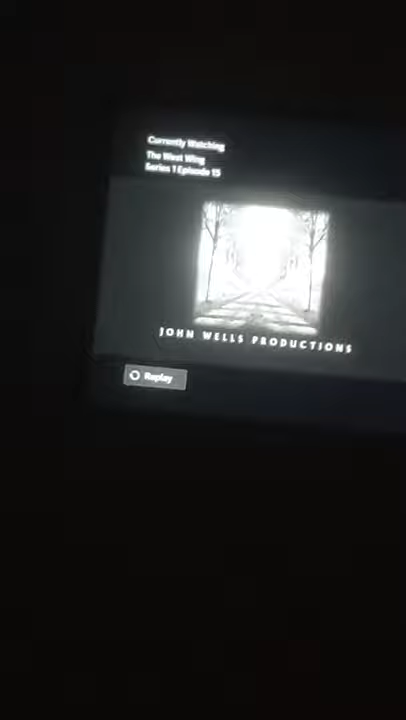 Currently Watching
The West Wing
Series 1 Episode 15
JOHN WELLS PRODUCTIONS
Replay